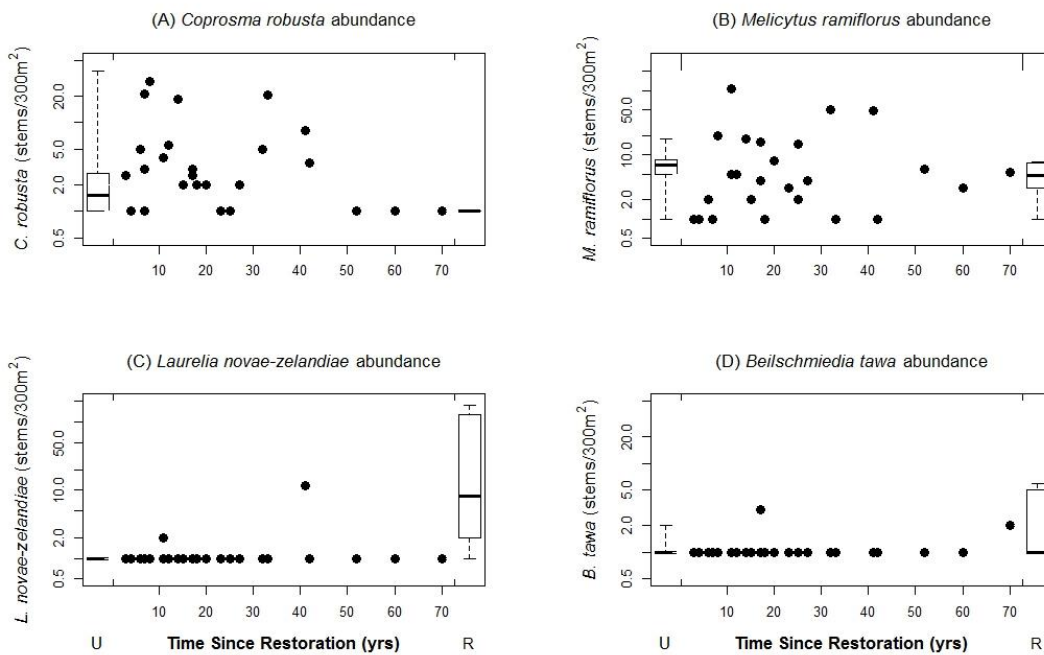 (A) Coprosma robusta abundance
C. robusta (stems/300m²)
0.5 1.0 2.0 5.0 20.0
10 20 30 40 50 60 70
(B) Melicytus ramiflorus abundance
M. ramiflorus (stems/300m²)
0.5 2.0 10.0 50.0
10 20 30 40 50 60 70
(C) Laurelia novae-zelandiae abundance
L. novae-zelandiae (stems/300m²)
0.5 2.0 10.0 50.0
10 20 30 40 50 60 70
U Time Since Restoration (yrs) R
(D) Beilschmiedia tawa abundance
B. tawa (stems/300m²)
0.5 1.0 2.0 5.0 20.0
10 20 30 40 50 60 70
U Time Since Restoration (yrs) R